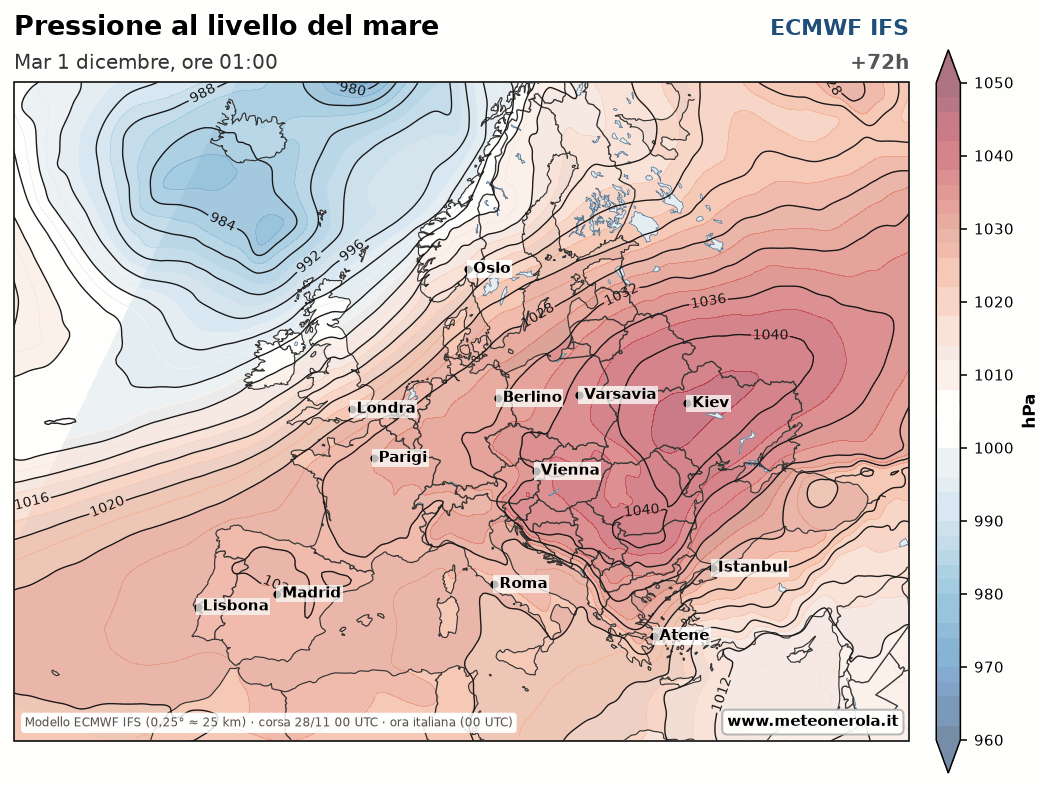 Pressione al livello del mare
ECMWF IFS
Mar 1 dicembre, ore 01:00
+72h
988
980
984
992
996
Oslo
1028
1032
1036
1040
Berlino
Varsavia
Kiev
Londra
Parigi
Vienna
1016
1020
1040
Istanbul
Roma
Madrid
Lisbona
Atene
1012
Modello ECMWF IFS (0,25° ≈ 25 km) · corsa 28/11 00 UTC · ora italiana (00 UTC)
www.meteonerola.it
1050
1040
1030
1020
1010
1000
990
980
970
960
hPa